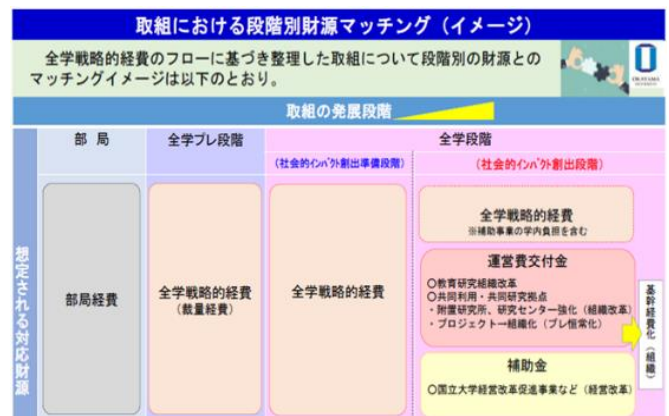 取組における段階別財源マッチング（イメージ）
全学戦略的経費のフローに基づき整理した取組について段階別の財源との
マッチングイメージは以下のとおり。
取組の発展段階
部 局
全学プレ段階
全学段階
（社会的インパクト創出準備段階）
（社会的インパクト創出段階）
想定される対応財源
部局経費
全学戦略的経費
（裁量経費）
全学戦略的経費
全学戦略的経費
※補助事業の学内負担を含む
運営費交付金
〇教育研究組織改革
〇共同利用・共同研究拠点
・附置研究所、研究センター強化（組織改革）
・プロジェクト→組織化（プレ恒常化）
基幹経費化（組織）
補助金
〇国立大学経営改革促進事業など（経営改革）